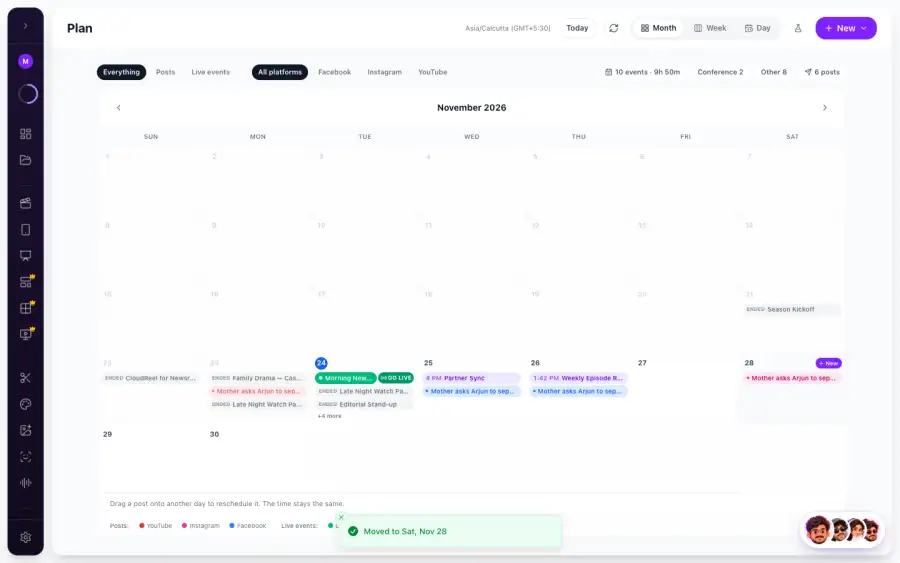 Plan
Asia/Calcutta (GMT+5:30)
Today
Month
Week
Day
+ New
M
Everything
Posts
Live events
All platforms
Facebook
Instagram
YouTube
10 events · 9h 50m
Conference 2
Other 8
6 posts
November 2026
SUN MON TUE WED THU FRI SAT
1 2 3 4 5 6 7
8 9 10 11 12 13 14
15 16 17 18 19 20 21
ENDED Season Kickoff
24 25 26 27 28
+ New
ENDED CloudReel for Newsr...
ENDED Family Drama — Cas...
• Mother asks Arjun to sep...
ENDED Late Night Watch Pa...
Morning New...
GO LIVE
ENDED Late Night Watch Pa...
ENDED Editorial Stand-up
+4 more
4 PM Partner Sync
• Mother asks Arjun to sep...
1:42 PM Weekly Episode R...
• Mother asks Arjun to sep...
• Mother asks Arjun to sep...
29 30
Drag a post onto another day to reschedule it. The time stays the same.
Posts: YouTube Instagram Facebook Live events:
Moved to Sat, Nov 28